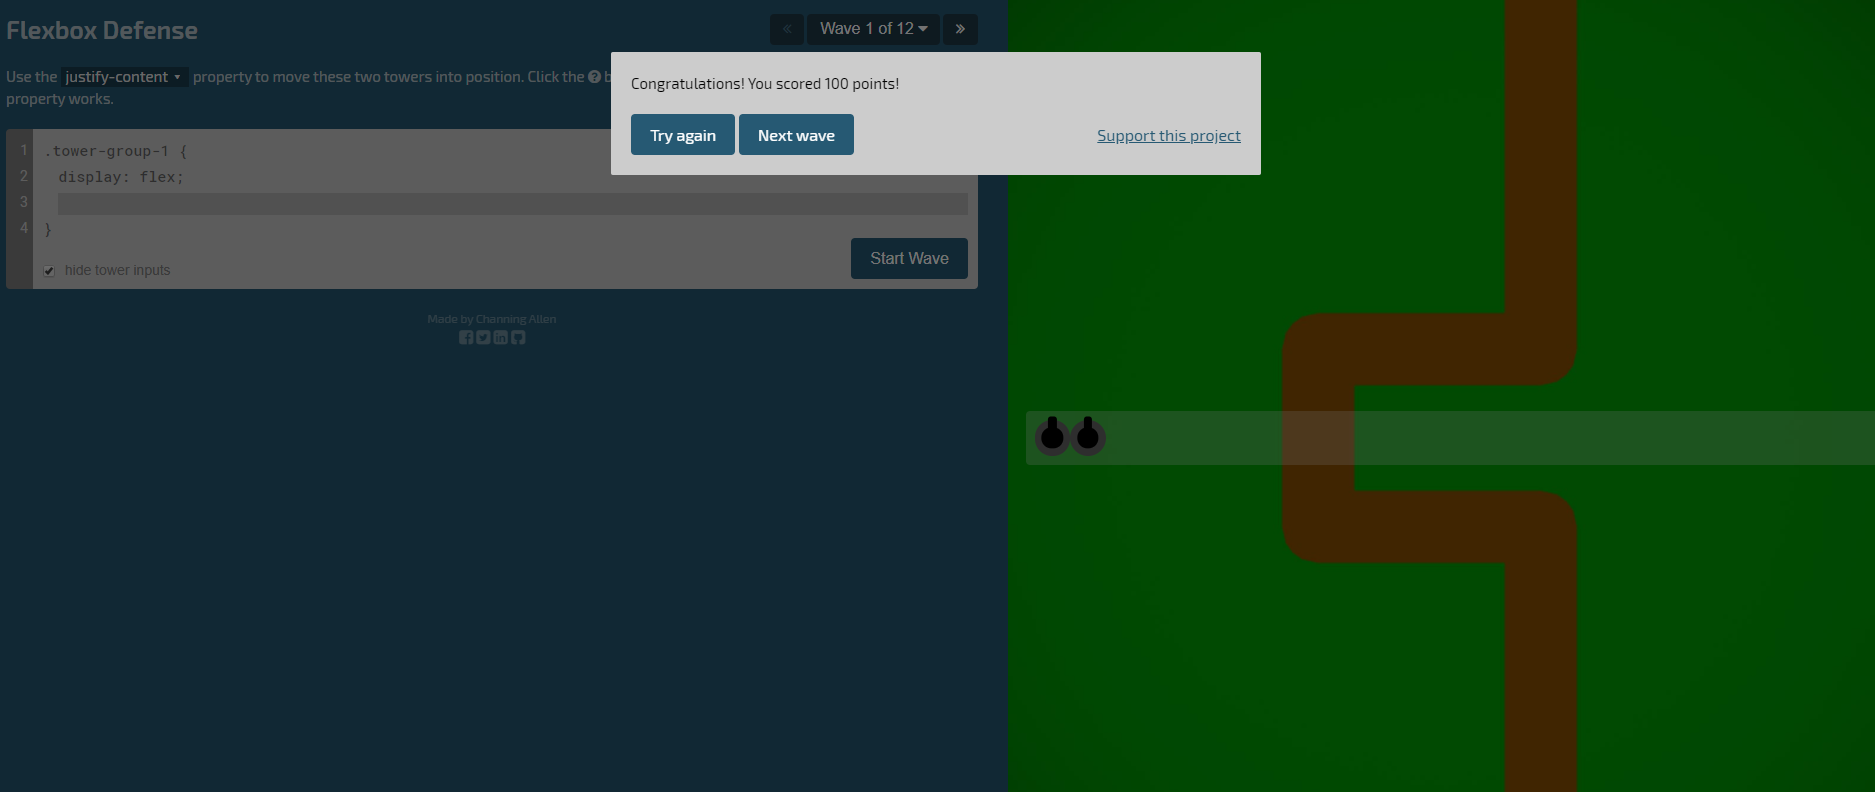 Flexbox Defense
«
Wave 1 of 12
»
Use the justify-content property to move these two towers into position. Click the
property works.
Congratulations! You scored 100 points!
Try again
Next wave
Support this project
1 .tower-group-1 {
2 display: flex;
3
4 }
hide tower inputs
Start Wave
Made by Channing Allen